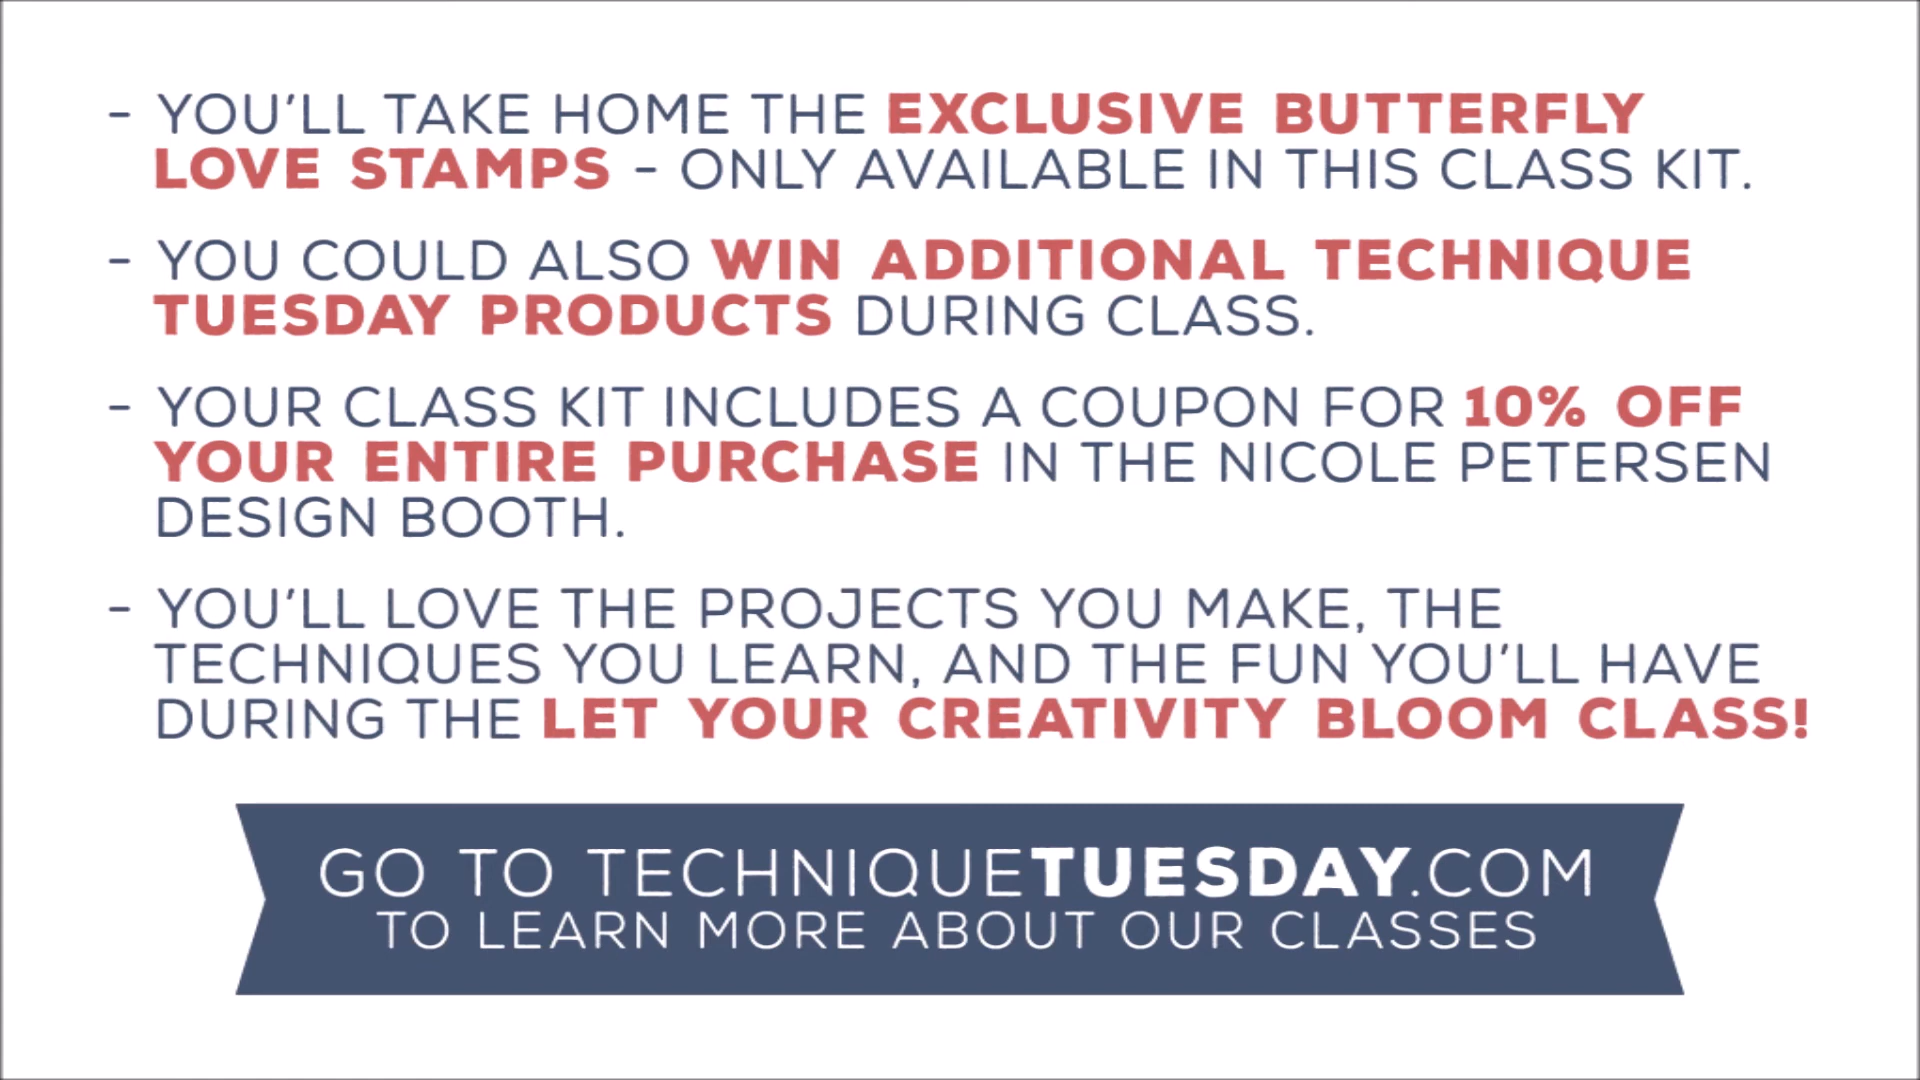 - YOU'LL TAKE HOME THE EXCLUSIVE BUTTERFLY
LOVE STAMPS - ONLY AVAILABLE IN THIS CLASS KIT.
- YOU COULD ALSO WIN ADDITIONAL TECHNIQUE
TUESDAY PRODUCTS DURING CLASS.
- YOUR CLASS KIT INCLUDES A COUPON FOR 10% OFF
YOUR ENTIRE PURCHASE IN THE NICOLE PETERSEN
DESIGN BOOTH.
- YOU'LL LOVE THE PROJECTS YOU MAKE, THE
TECHNIQUES YOU LEARN, AND THE FUN YOU'LL HAVE
DURING THE LET YOUR CREATIVITY BLOOM CLASS!
GO TO TECHNIQUETUESDAY.COM
TO LEARN MORE ABOUT OUR CLASSES